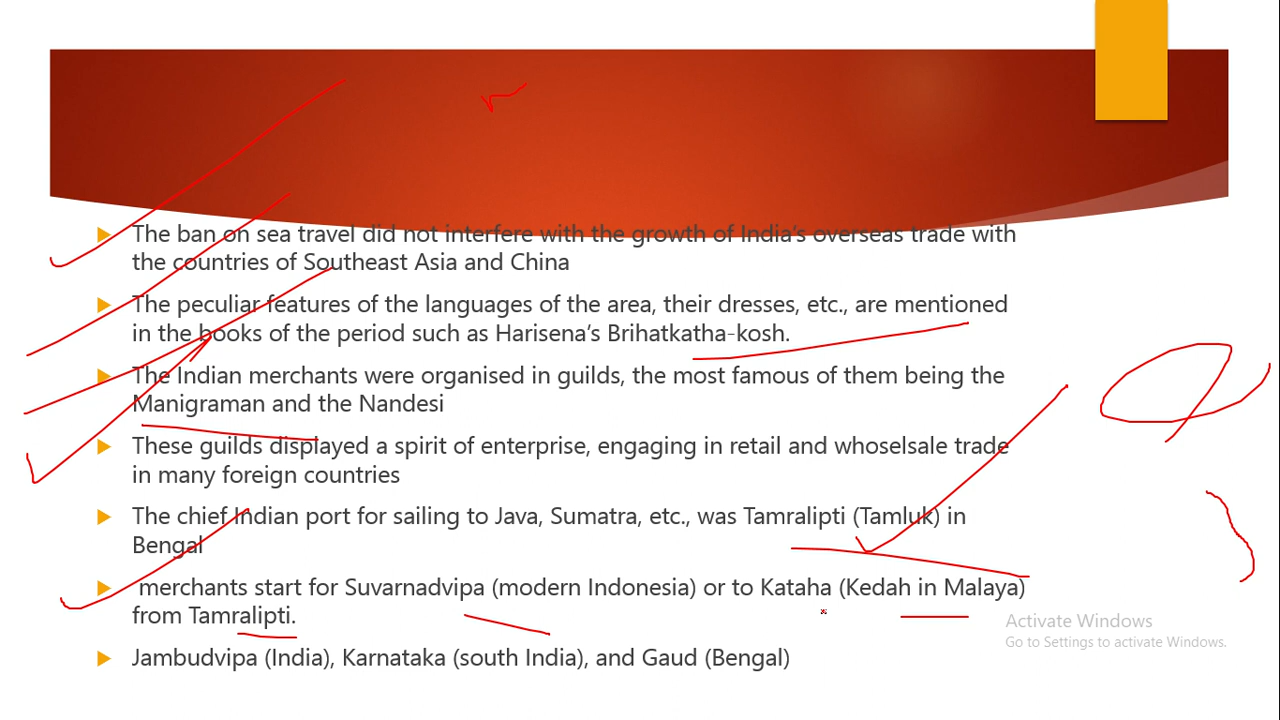 The ban on sea travel did not interfere with the growth of India's overseas trade with
the countries of Southeast Asia and China
The peculiar features of the languages of the area, their dresses, etc., are mentioned
in the books of the period such as Harisena's Brihatkatha-kosh.
The Indian merchants were organised in guilds, the most famous of them being the
Manigraman and the Nandesi
These guilds displayed a spirit of enterprise, engaging in retail and whoselsale trade
in many foreign countries
The chief Indian port for sailing to Java, Sumatra, etc., was Tamralipti (Tamluk) in
Bengal
merchants start for Suvarnadvipa (modern Indonesia) or to Kataha (Kedah in Malaya)
from Tamralipti.
Jambudvipa (India), Karnataka (south India), and Gaud (Bengal)
Activate Windows
Go to Settings to activate Windows.